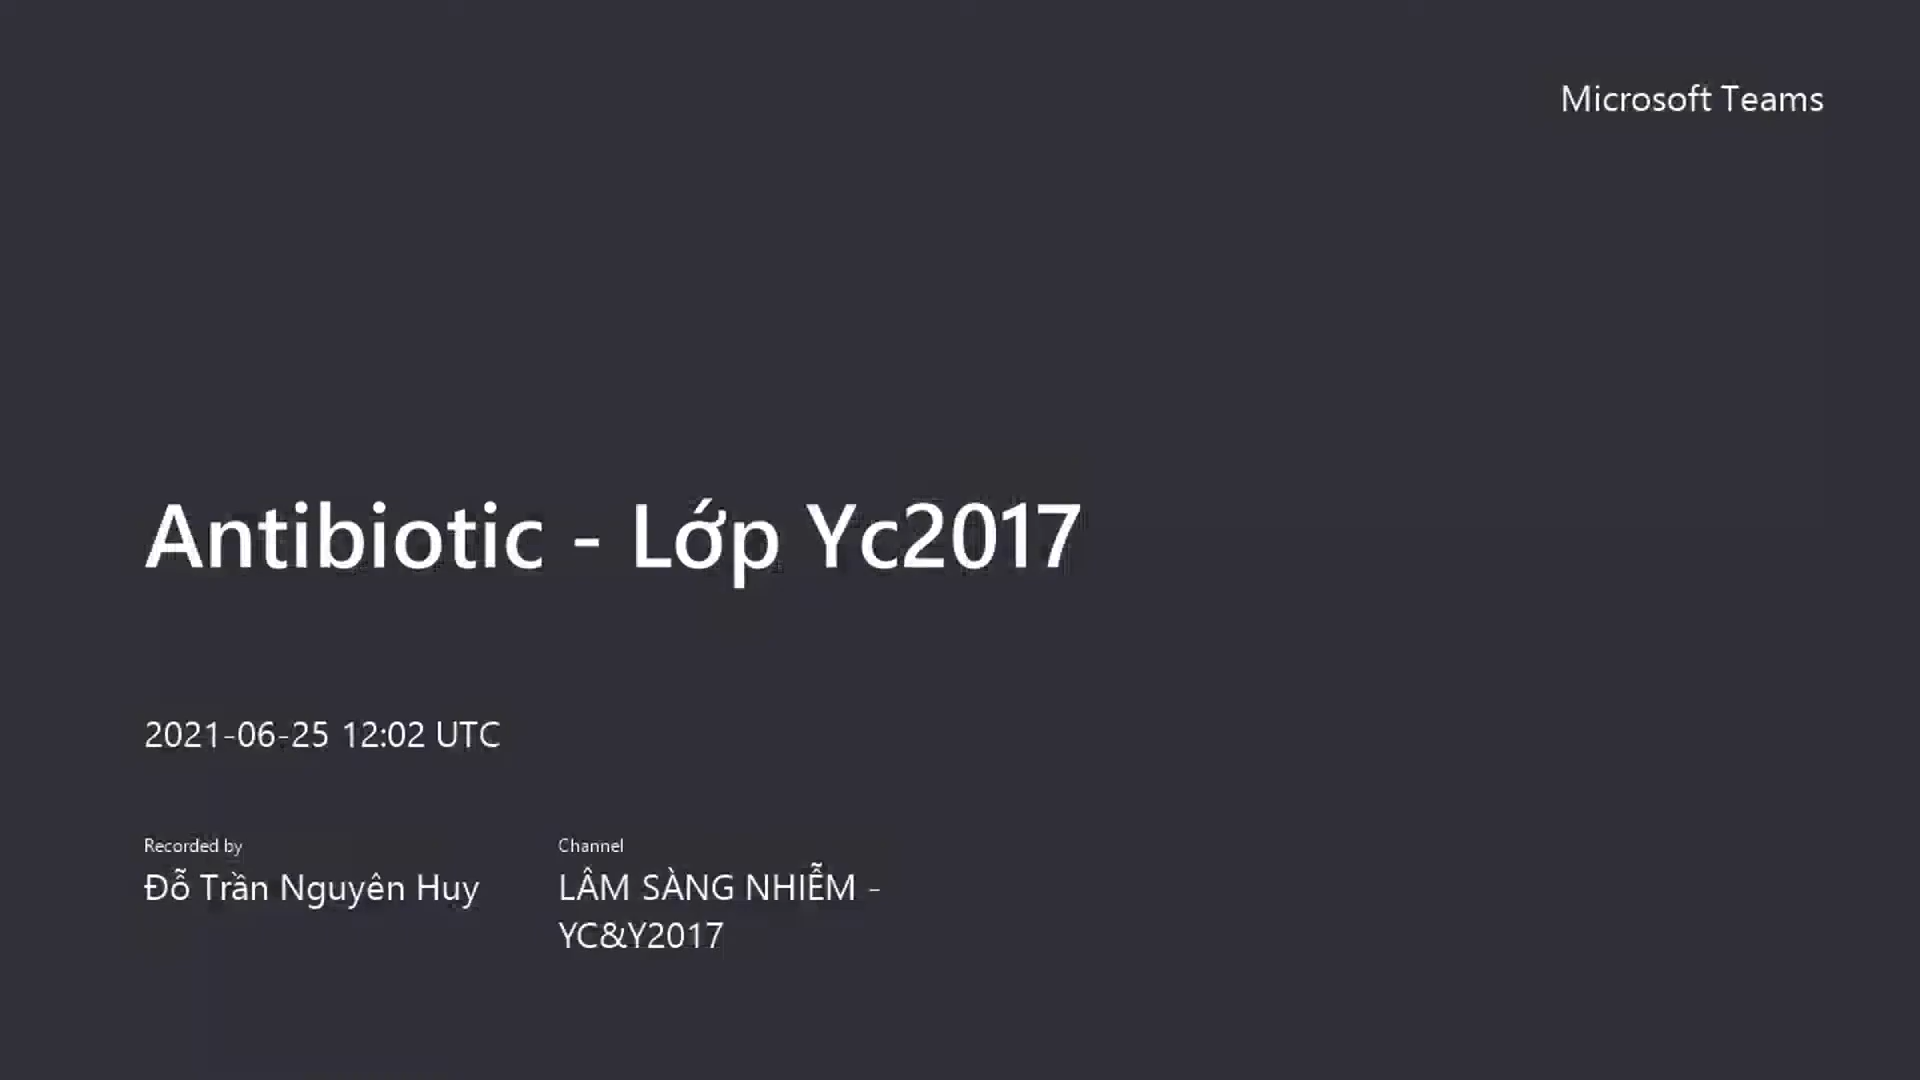 Microsoft Teams
Antibiotic - Lớp Yc2017
2021-06-25 12:02 UTC
Recorded by
Đỗ Trần Nguyên Huy
Channel
LÂM SÀNG NHIỄM -
YC&Y2017